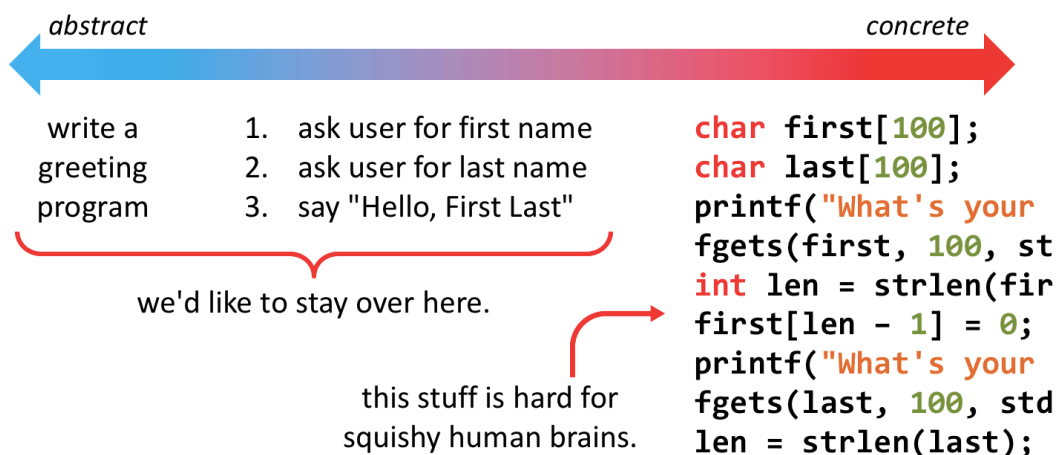 abstract
concrete
write a
greeting
program
1. ask user for first name
2. ask user for last name
3. say "Hello, First Last"
we'd like to stay over here.
this stuff is hard for
squishy human brains.
char first[100];
char last[100];
printf("What's your
fgets(first, 100, st
int len = strlen(fir
first[len – 1] = 0;
printf("What's your
fgets(last, 100, std
len = strlen(last);